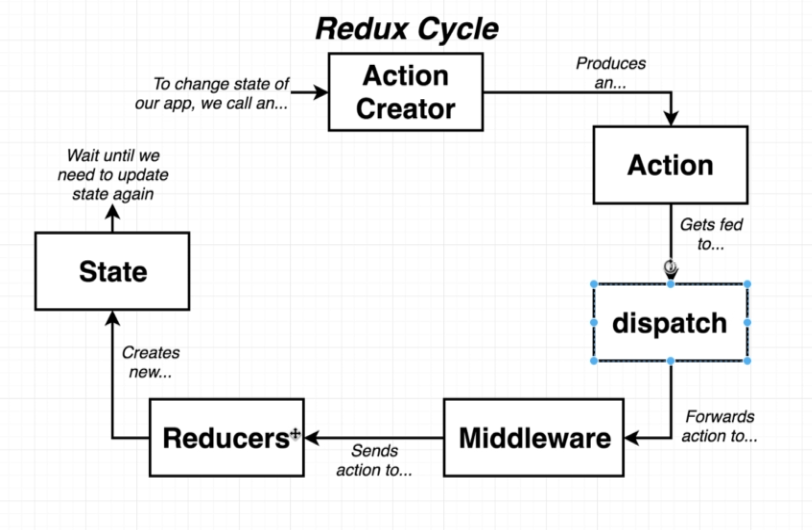 Redux Cycle
To change state of
our app, we call an...
Action
Creator
Produces
an...
Action
Gets fed
to...
dispatch
Forwards
action to...
Middleware
Sends
action to...
Reducers
Creates
new...
State
Wait until we
need to update
state again